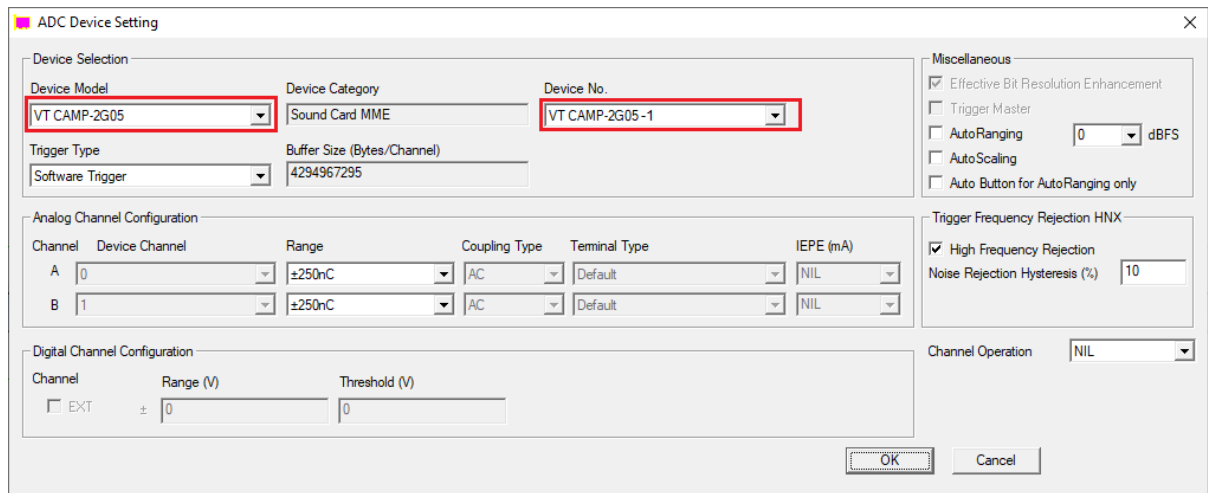 ADC Device Setting
Device Selection
Device Model
Device Category
Device No.
VT CAMP-2G05
Sound Card MME
VT CAMP-2G05 -1
Trigger Type
Buffer Size (Bytes/Channel)
Software Trigger
4294967295
Miscellaneous
Effective Bit Resolution Enhancement
Trigger Master
AutoRanging 0 dBFS
AutoScaling
Auto Button for AutoRanging only
Analog Channel Configuration
Channel Device Channel Range Coupling Type Terminal Type IEPE (mA)
A 0 ±250nC AC Default NIL
B 1 ±250nC AC Default NIL
Trigger Frequency Rejection HNX
High Frequency Rejection
Noise Rejection Hysteresis (%) 10
Digital Channel Configuration
Channel Range (V) Threshold (V)
EXT ± 0 0
Channel Operation NIL
OK Cancel